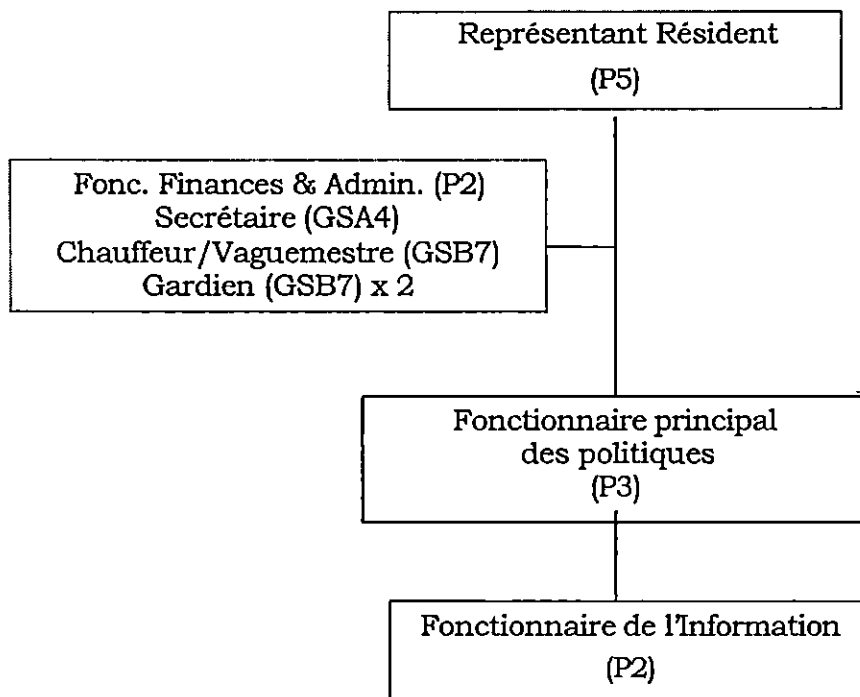 Représentant Résident
(P5)
Fonc. Finances & Admin. (P2)
Secrétaire (GSA4)
Chauffeur/Vaguemestre (GSB7)
Gardien (GSB7) x 2
Fonctionnaire principal
des politiques
(P3)
Fonctionnaire de l'Information
(P2)